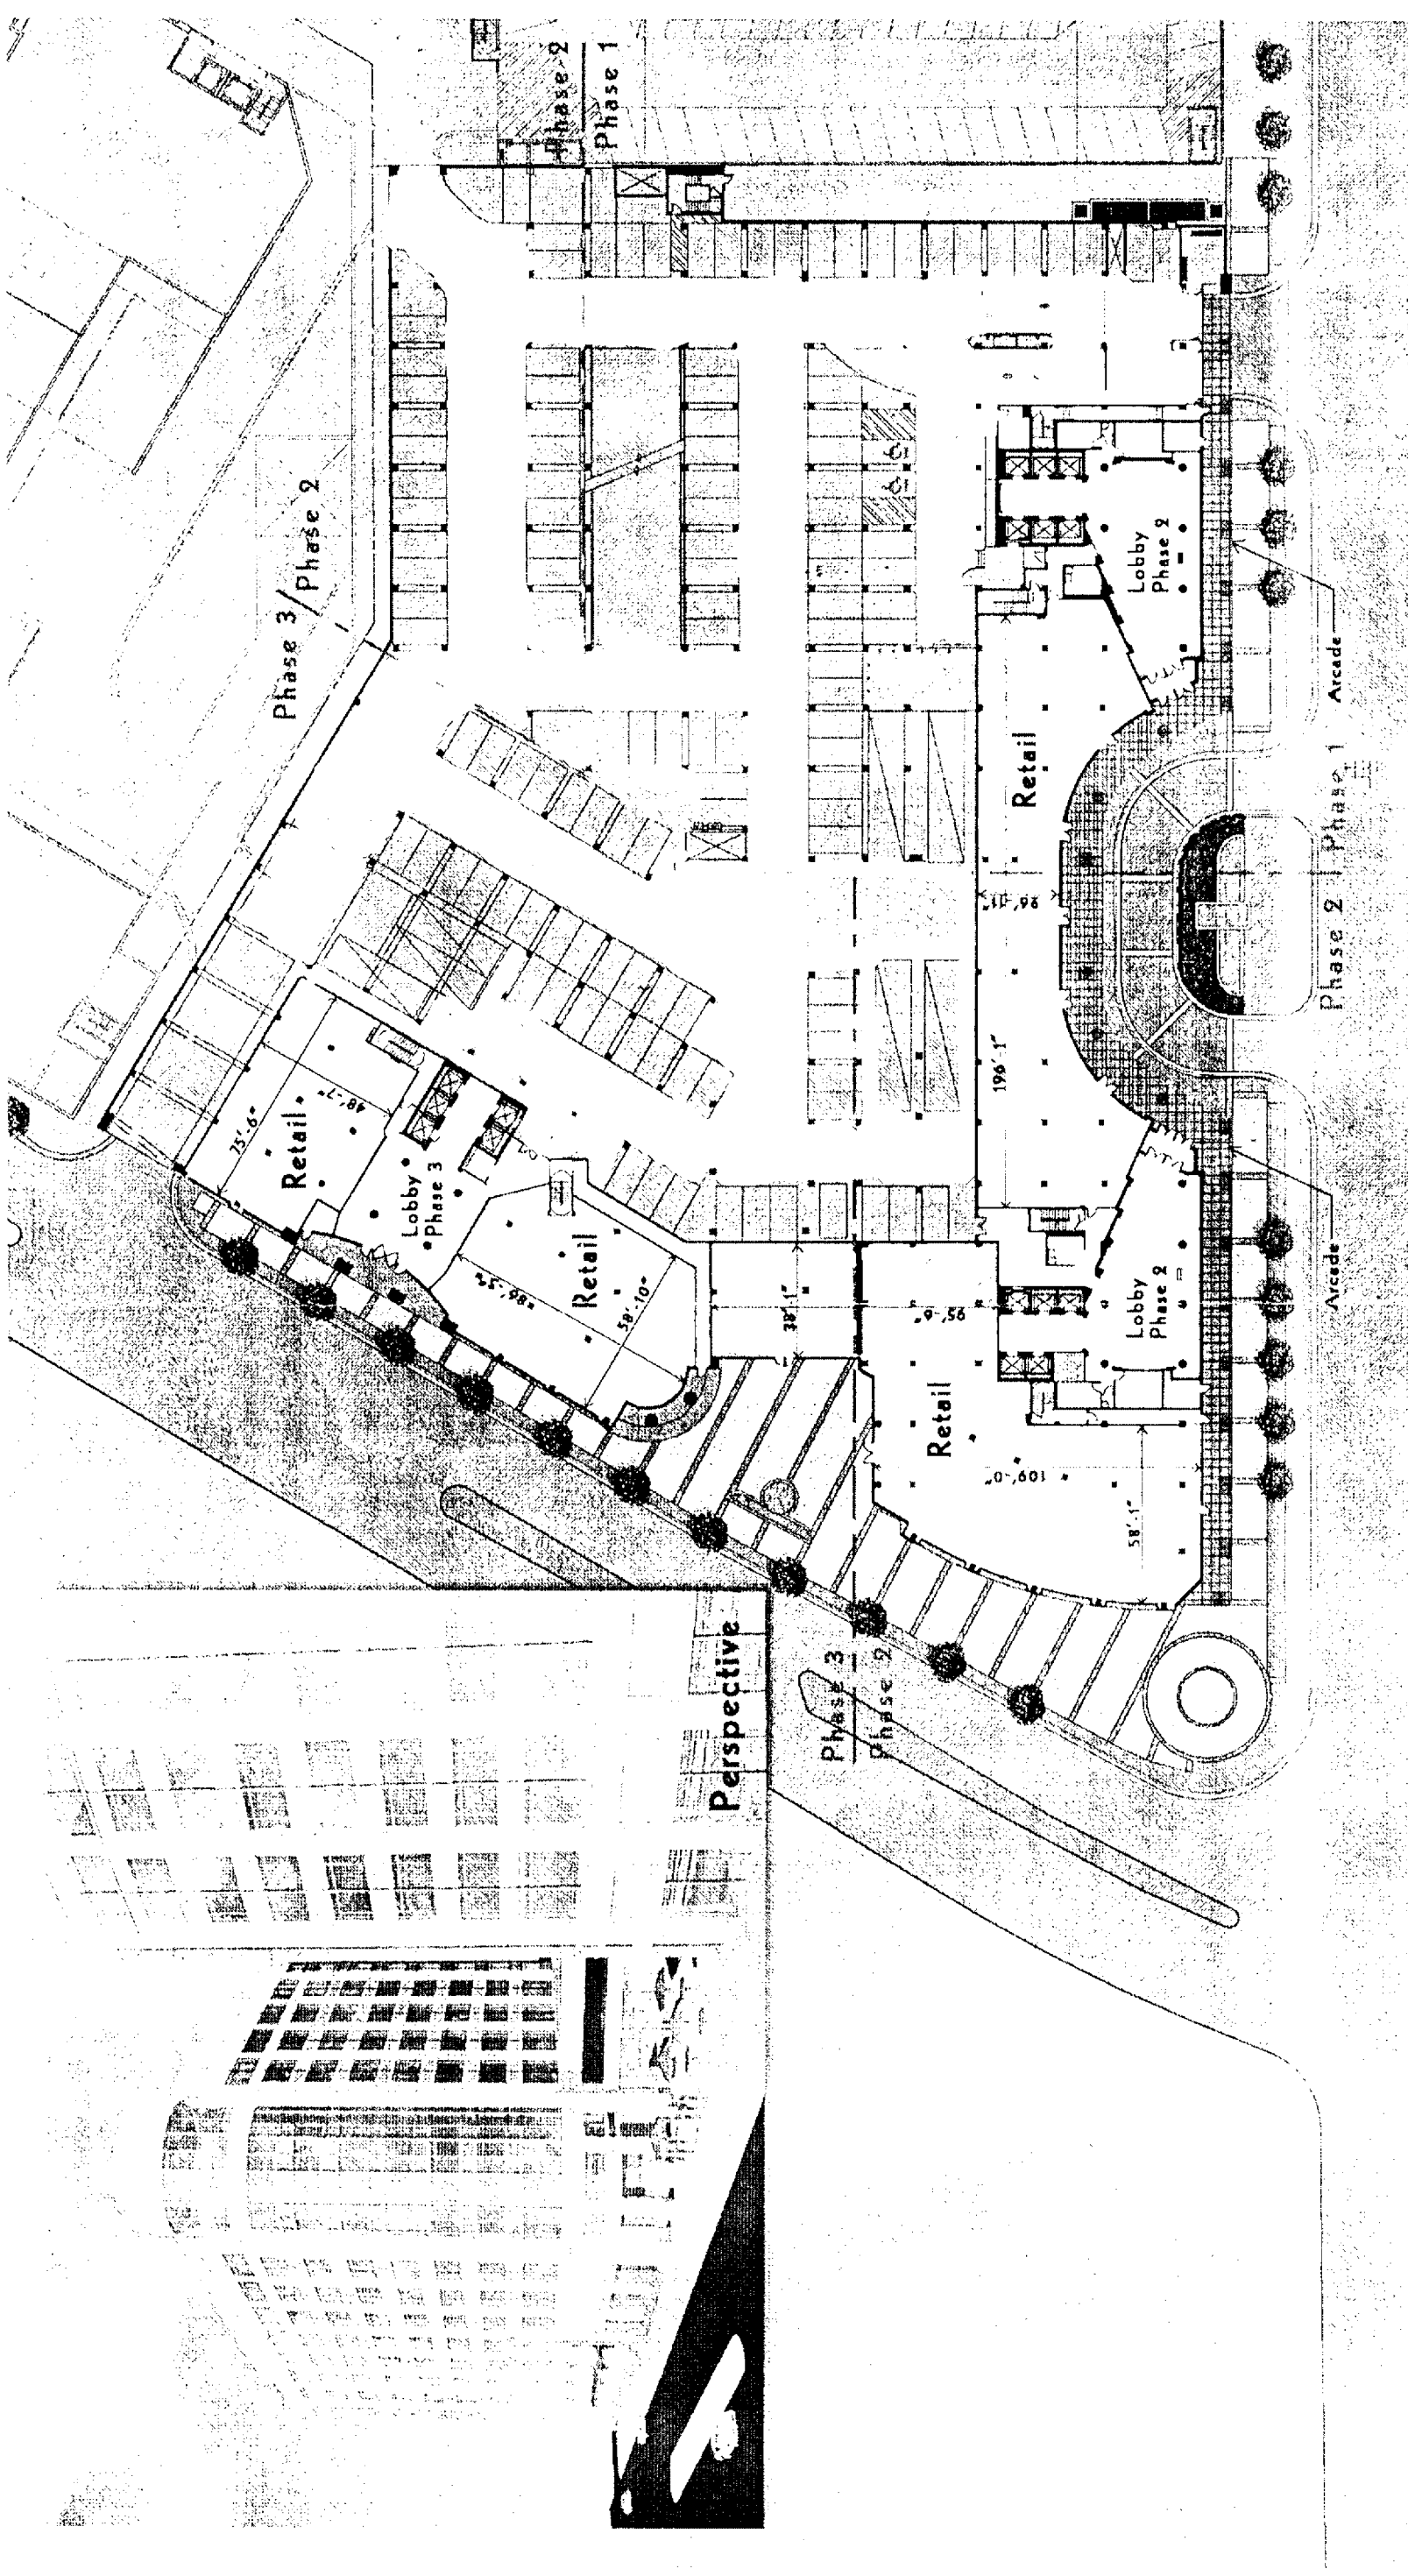 Phase 2
Phase 1
Phase 3/Phase 2
Lobby
Phase 2
Arcade
Retail
26'-11"
Phase 2 | Phase 1
196'-1"
75'-6"
48'-7"
Retail
Lobby
Phase 3
86'-5"
Retail
58'-10"
38'-1"
95'-6"
Lobby
Phase 2
Arcade
Retail
109'-0"
58'-1"
Phase 3
Phase 2
Perspective